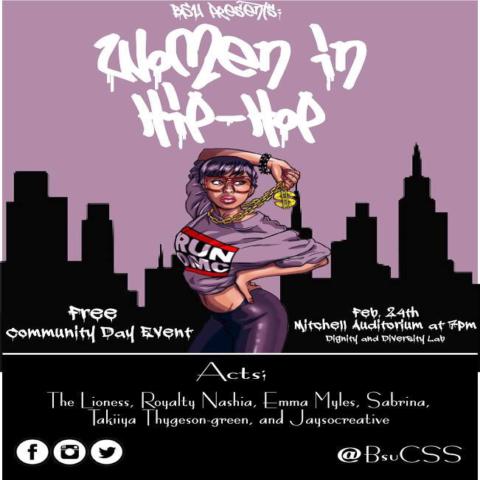 BSU Presents;
Women in
Hip-Hop
RUN
DMC
Free
Community Day Event
Feb. 24th
Mitchell Auditorium at 7pm
Dignity and Diversity Lab
Acts;
The Lioness, Royalty Nashia, Emma Myles, Sabrina,
Takiiya Thygeson-green, and Jaysocreative
@BsuCSS